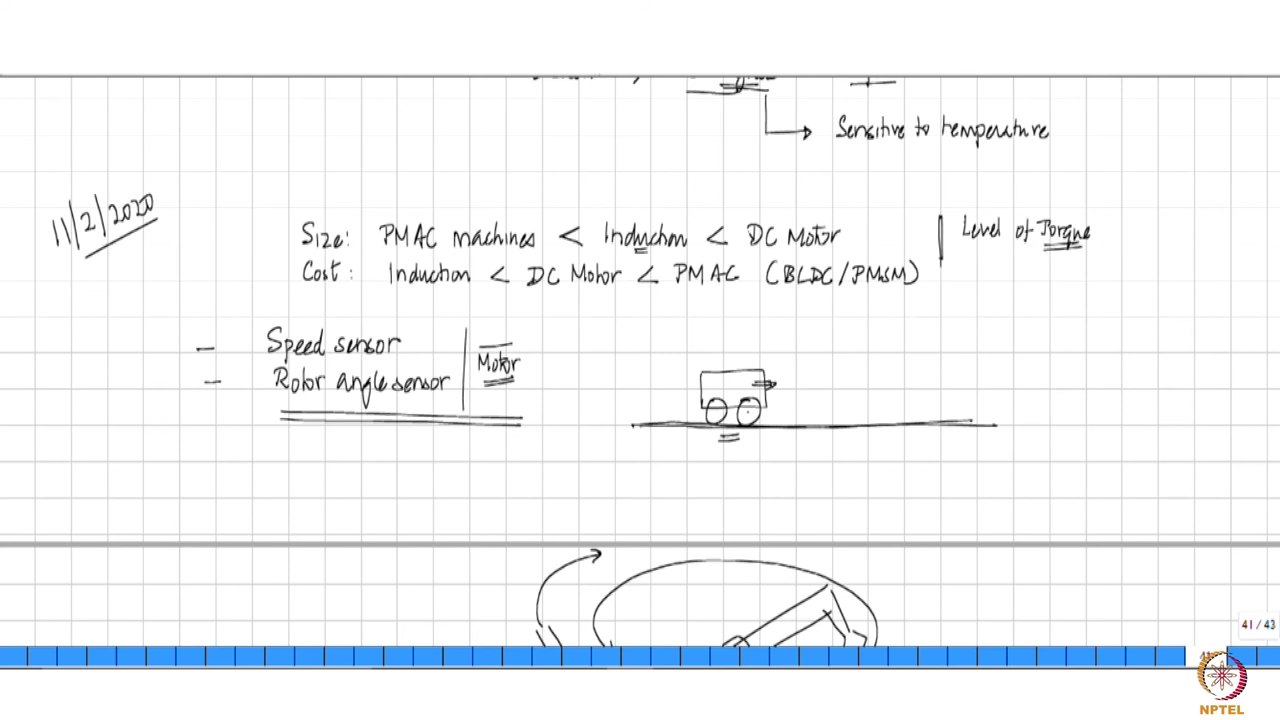 Sensitive to temperature
11/2/2020
Size: PMAC machines < Induction < DC Motor
Level of Torque
Cost: Induction < DC Motor < PMAC (BLDC/PMSM)
- Speed sensor
Motor
- Rotor angle sensor
41 / 43
NPTEL